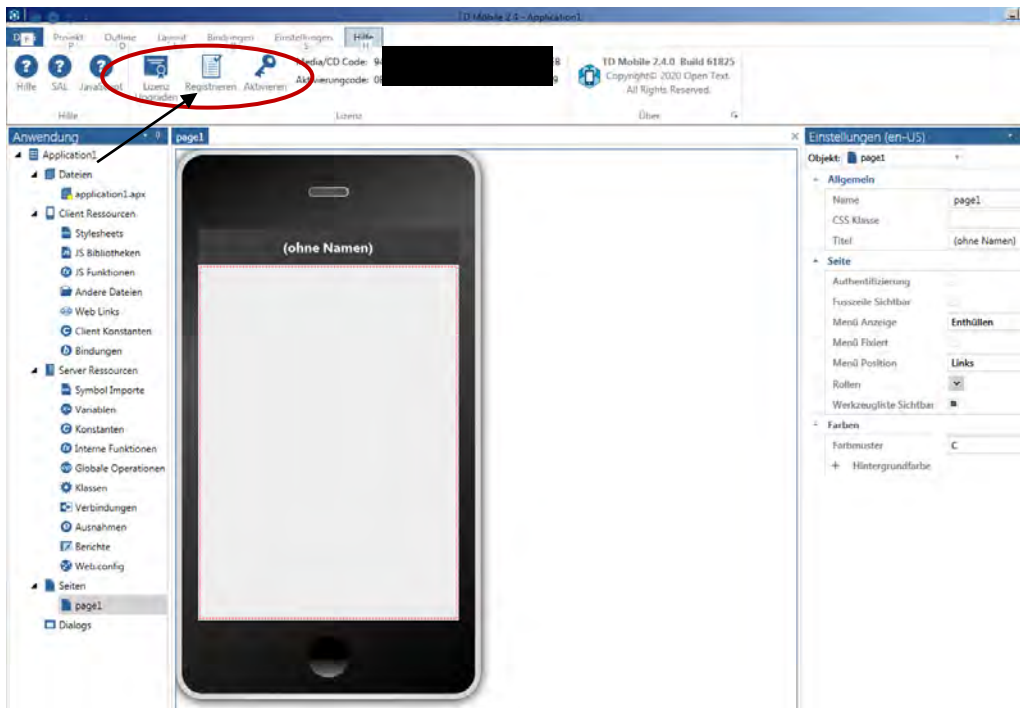 TD Mobile 2.4 - Application1
Projekt Outline Layout Bindungen Einstellungen Hilfe
P O S H
Media/CD Code: 94 8
Aktivierungcode: 08 9
Hilfe SAL JavaScript Lizenz Upgraden Registrieren Aktivieren
TD Mobile 2.4.0 Build 61825
Copyright© 2020 Open Text.
All Rights Reserved.
Hilfe Lizenz Über
Anwendung
Application1
Dateien
application1.apx
Client Ressourcen
Stylesheets
JS Bibliotheken
JS Funktionen
Andere Dateien
Web Links
Client Konstanten
Bindungen
Server Ressourcen
Symbol Importe
Variablen
Konstanten
Interne Funktionen
Globale Operationen
Klassen
Verbindungen
Ausnahmen
Berichte
Web.config
Seiten
page1
Dialogs
page1
(ohne Namen)
Einstellungen (en-US)
Objekt: page1
Allgemein
Name page1
CSS Klasse
Titel (ohne Namen)
Seite
Authentifizierung
Fusszeile Sichtbar
Menü Anzeige Enthüllen
Menü Fixiert
Menü Position Links
Rollen
Werkzeugliste Sichtbar
Farben
Farbmuster C
+ Hintergrundfarbe